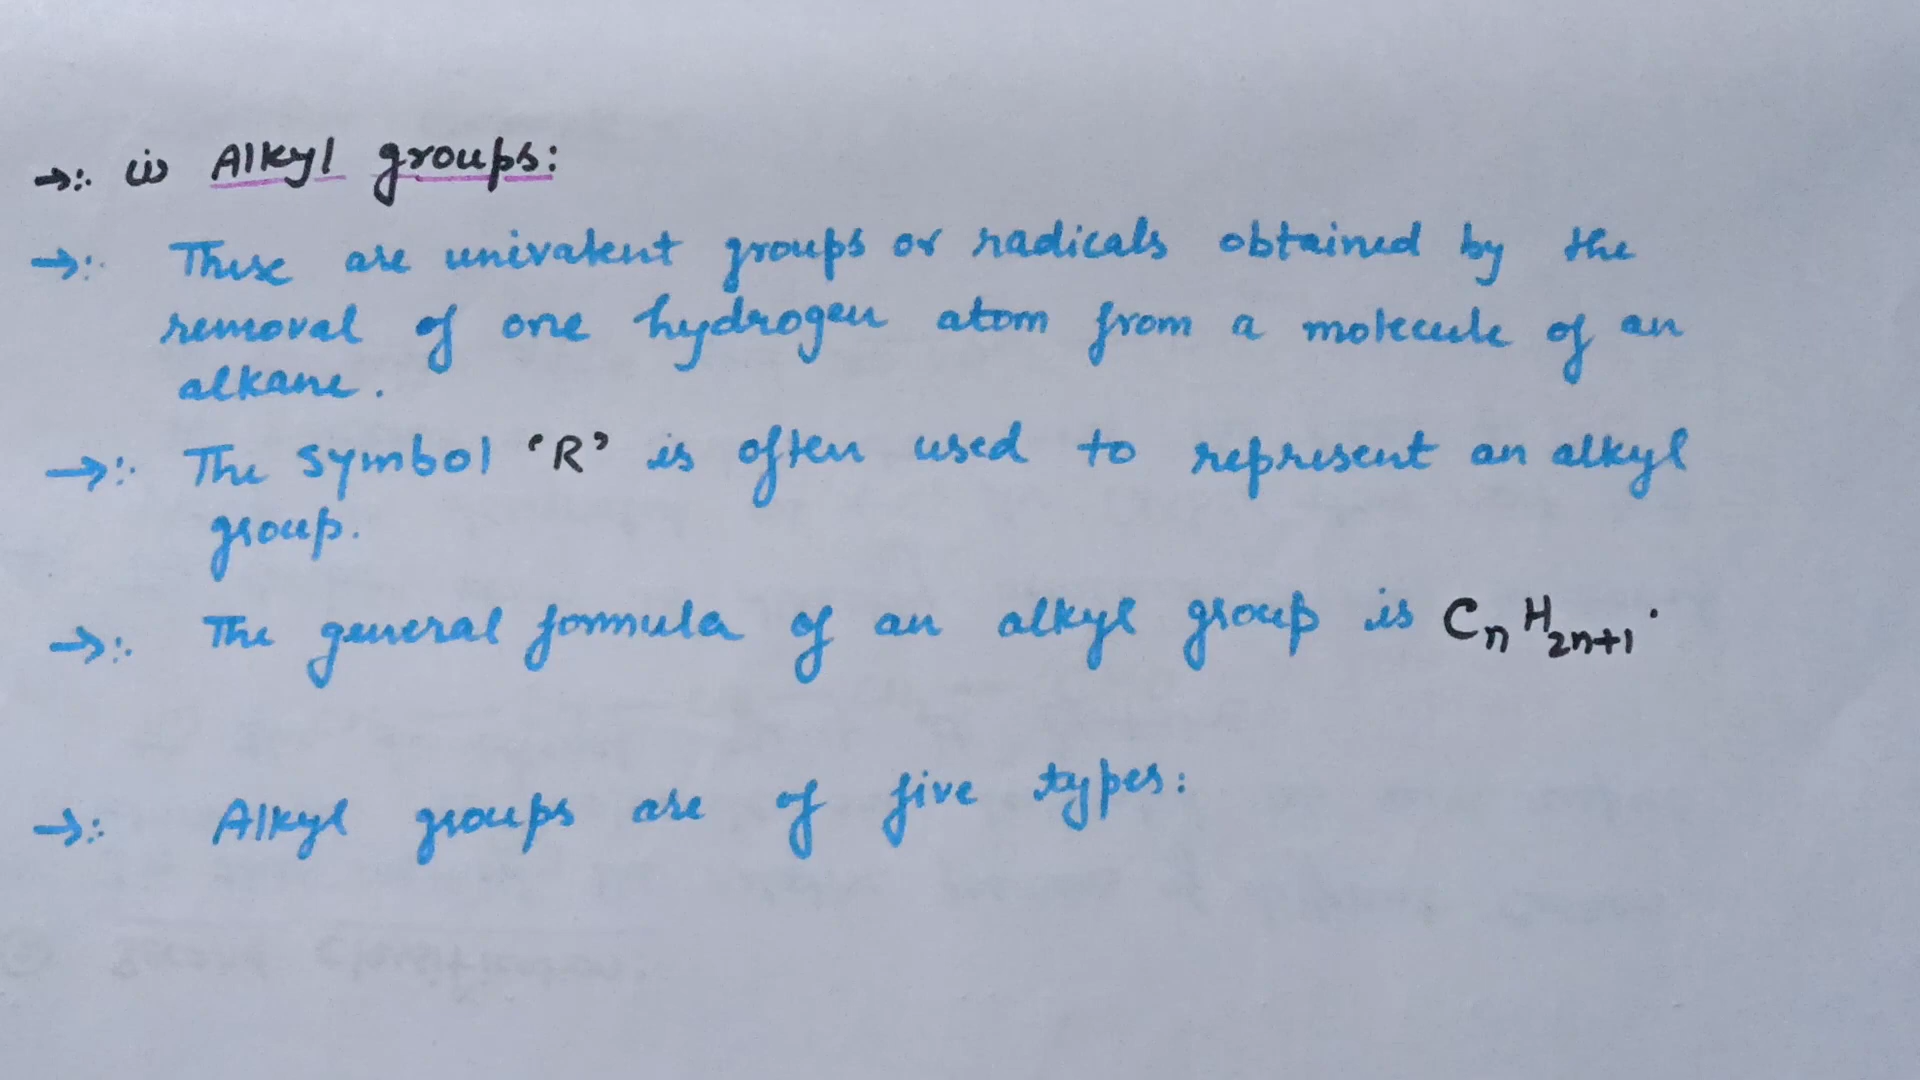 →:. (i) Alkyl groups:
→:. These are univalent groups or radicals obtained by the
removal of one hydrogen atom from a molecule of an
alkane.
→:. The symbol ‘R’ is often used to represent an alkyl
group.
→:. The general formula of an alkyl group is CₙH₂ₙ₊₁.
→:. Alkyl groups are of five types: